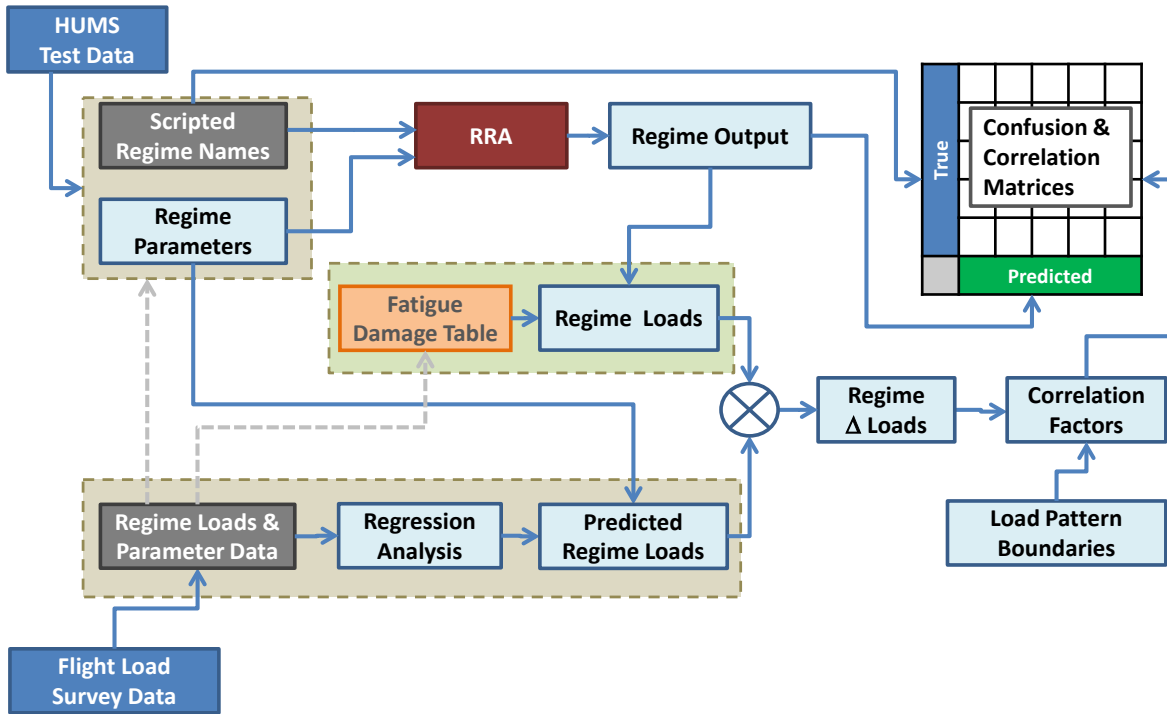 HUMS
Test Data
Scripted
Regime Names
RRA
Regime Output
True
Confusion &
Correlation
Matrices
Predicted
Regime
Parameters
Fatigue
Damage Table
Regime Loads
Regime
Δ Loads
Correlation
Factors
Regime Loads &
Parameter Data
Regression
Analysis
Predicted
Regime Loads
Load Pattern
Boundaries
Flight Load
Survey Data